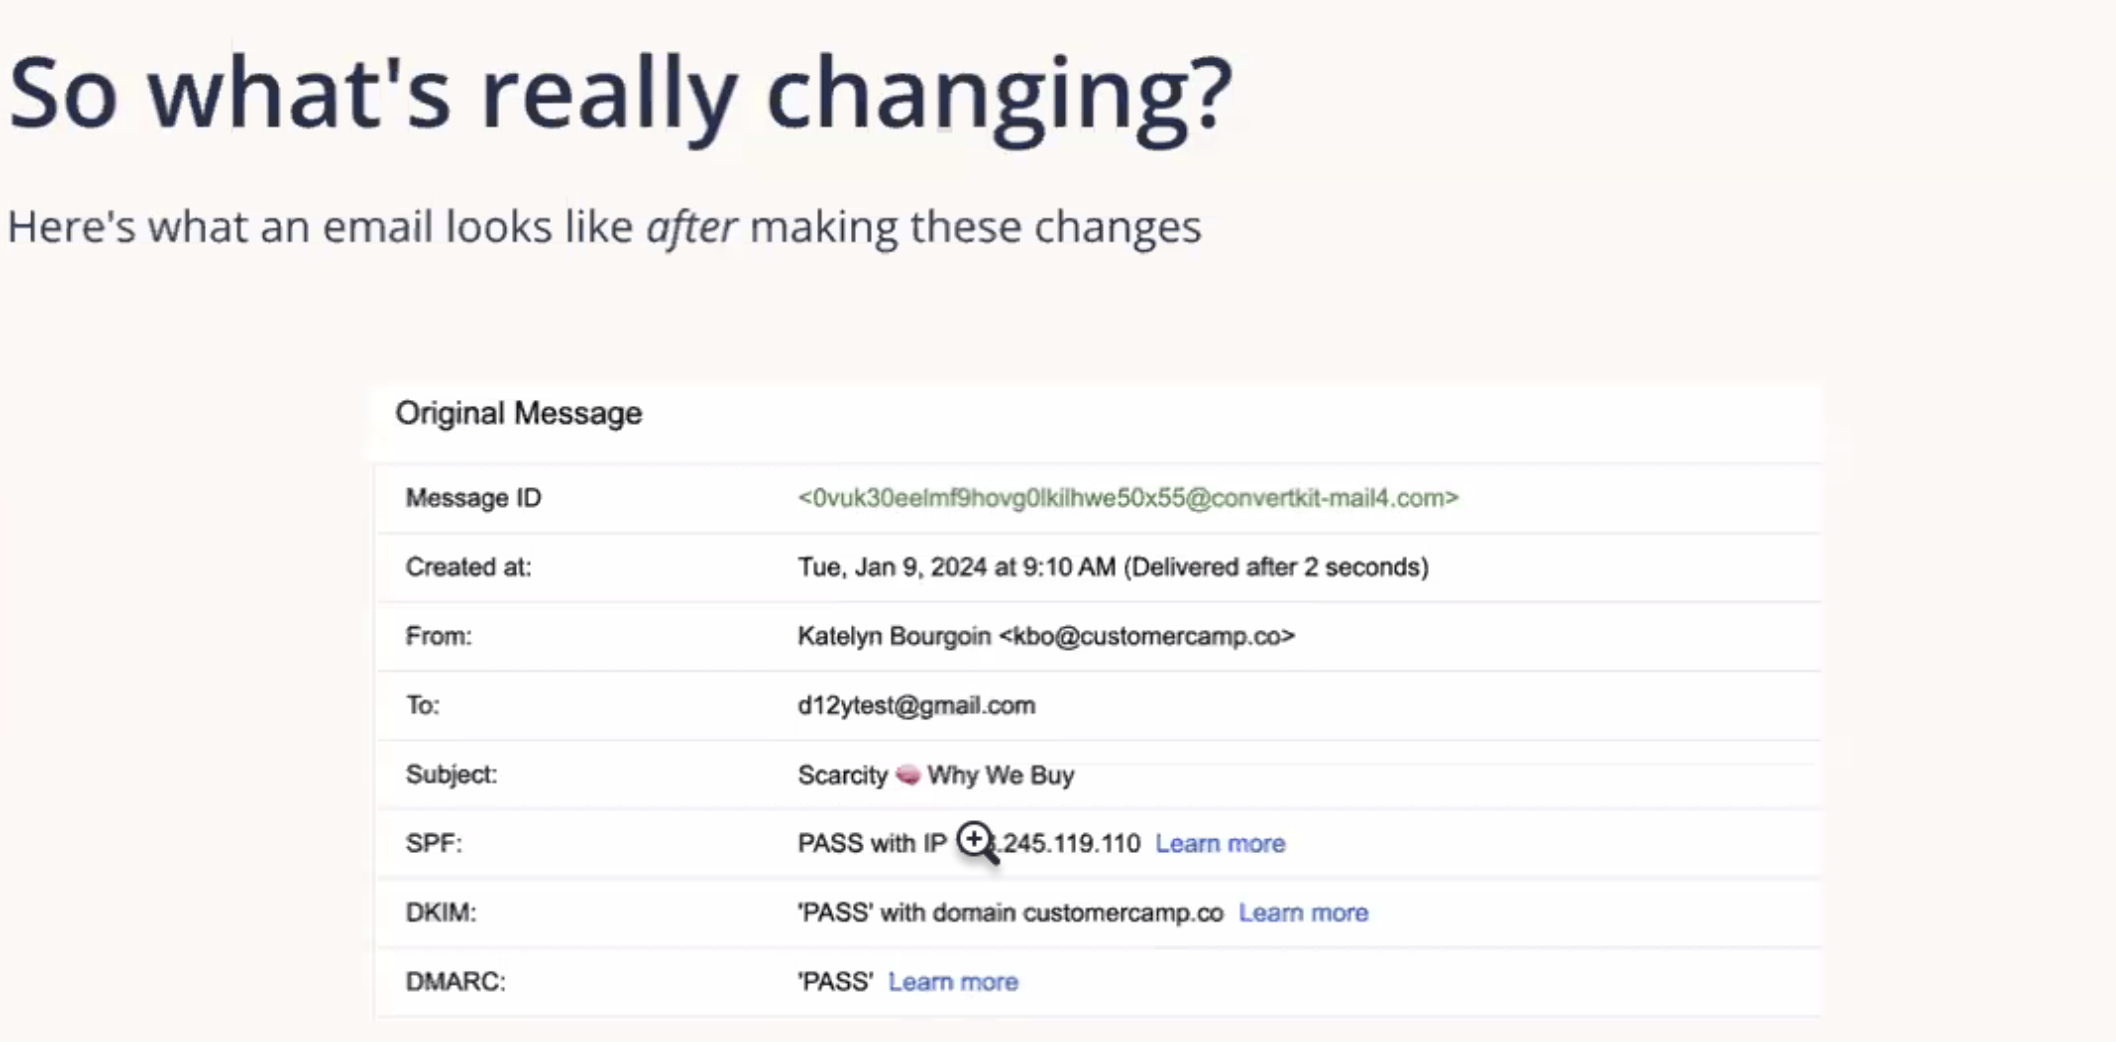 So what's really changing?
Here's what an email looks like after making these changes
Original Message
Message ID <0vuk30eelmf9hovg0lkilhwe50x55@convertkit-mail4.com>
Created at: Tue, Jan 9, 2024 at 9:10 AM (Delivered after 2 seconds)
From: Katelyn Bourgoin <kbo@customercamp.co>
To: d12ytest@gmail.com
Subject: Scarcity 🧠 Why We Buy
SPF: PASS with IP .245.119.110 Learn more
DKIM: 'PASS' with domain customercamp.co Learn more
DMARC: 'PASS' Learn more